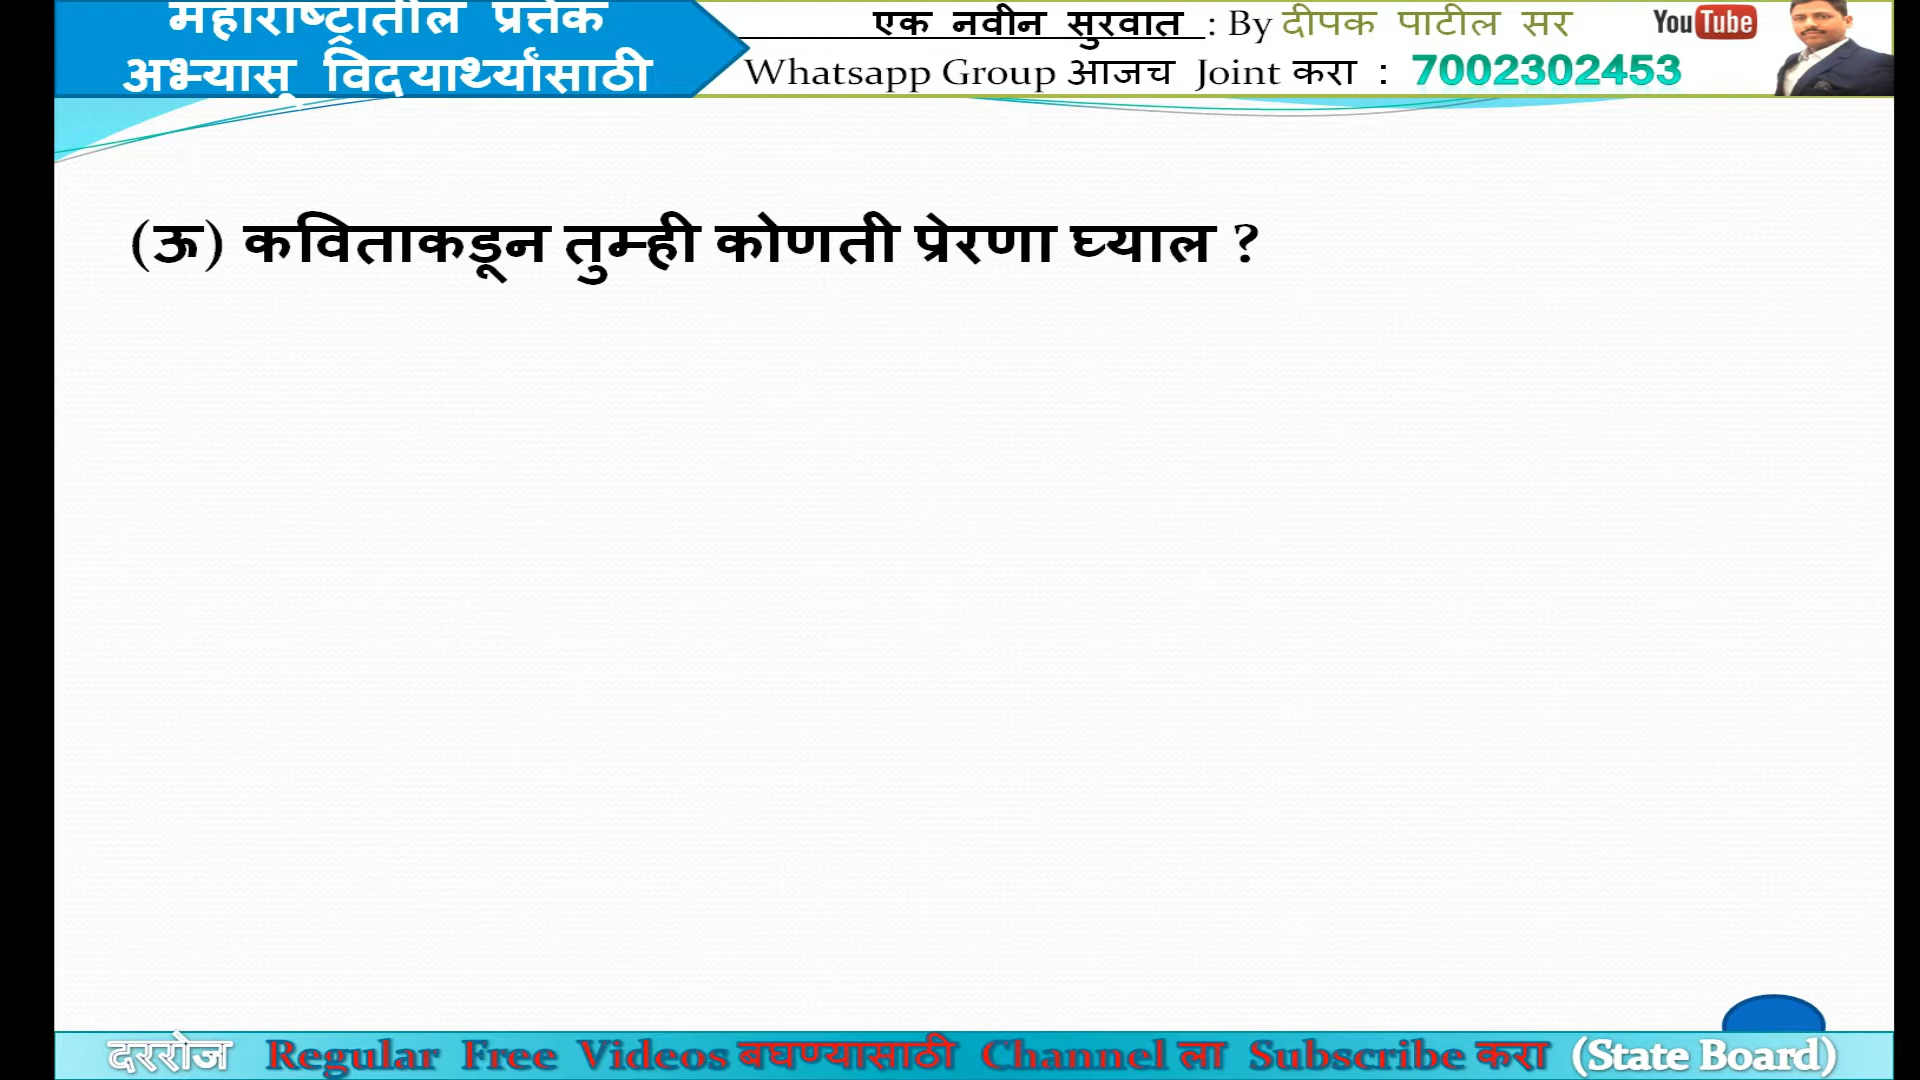 महाराष्ट्रातील प्रत्तेक
अभ्यासू विद्यार्थ्यांसाठी
एक नवीन सुरवात : By दीपक पाटील सर
YouTube
Whatsapp Group आजच Joint करा : 7002302453
(ऊ) कविताकडून तुम्ही कोणती प्रेरणा घ्याल ?
दररोज Regular Free Videos बघण्यासाठी Channel ला Subscribe करा (State Board)